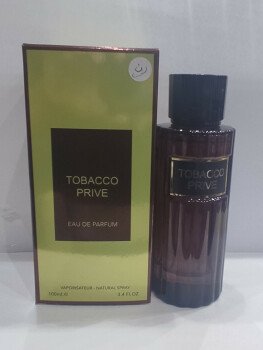 TOBACCO
PRIVE
EAU DE PARFUM
VAPORISATEUR - NATURAL SPRAY
100ml.℮ 3.4 FL.OZ
TOBACCO
PRIVE